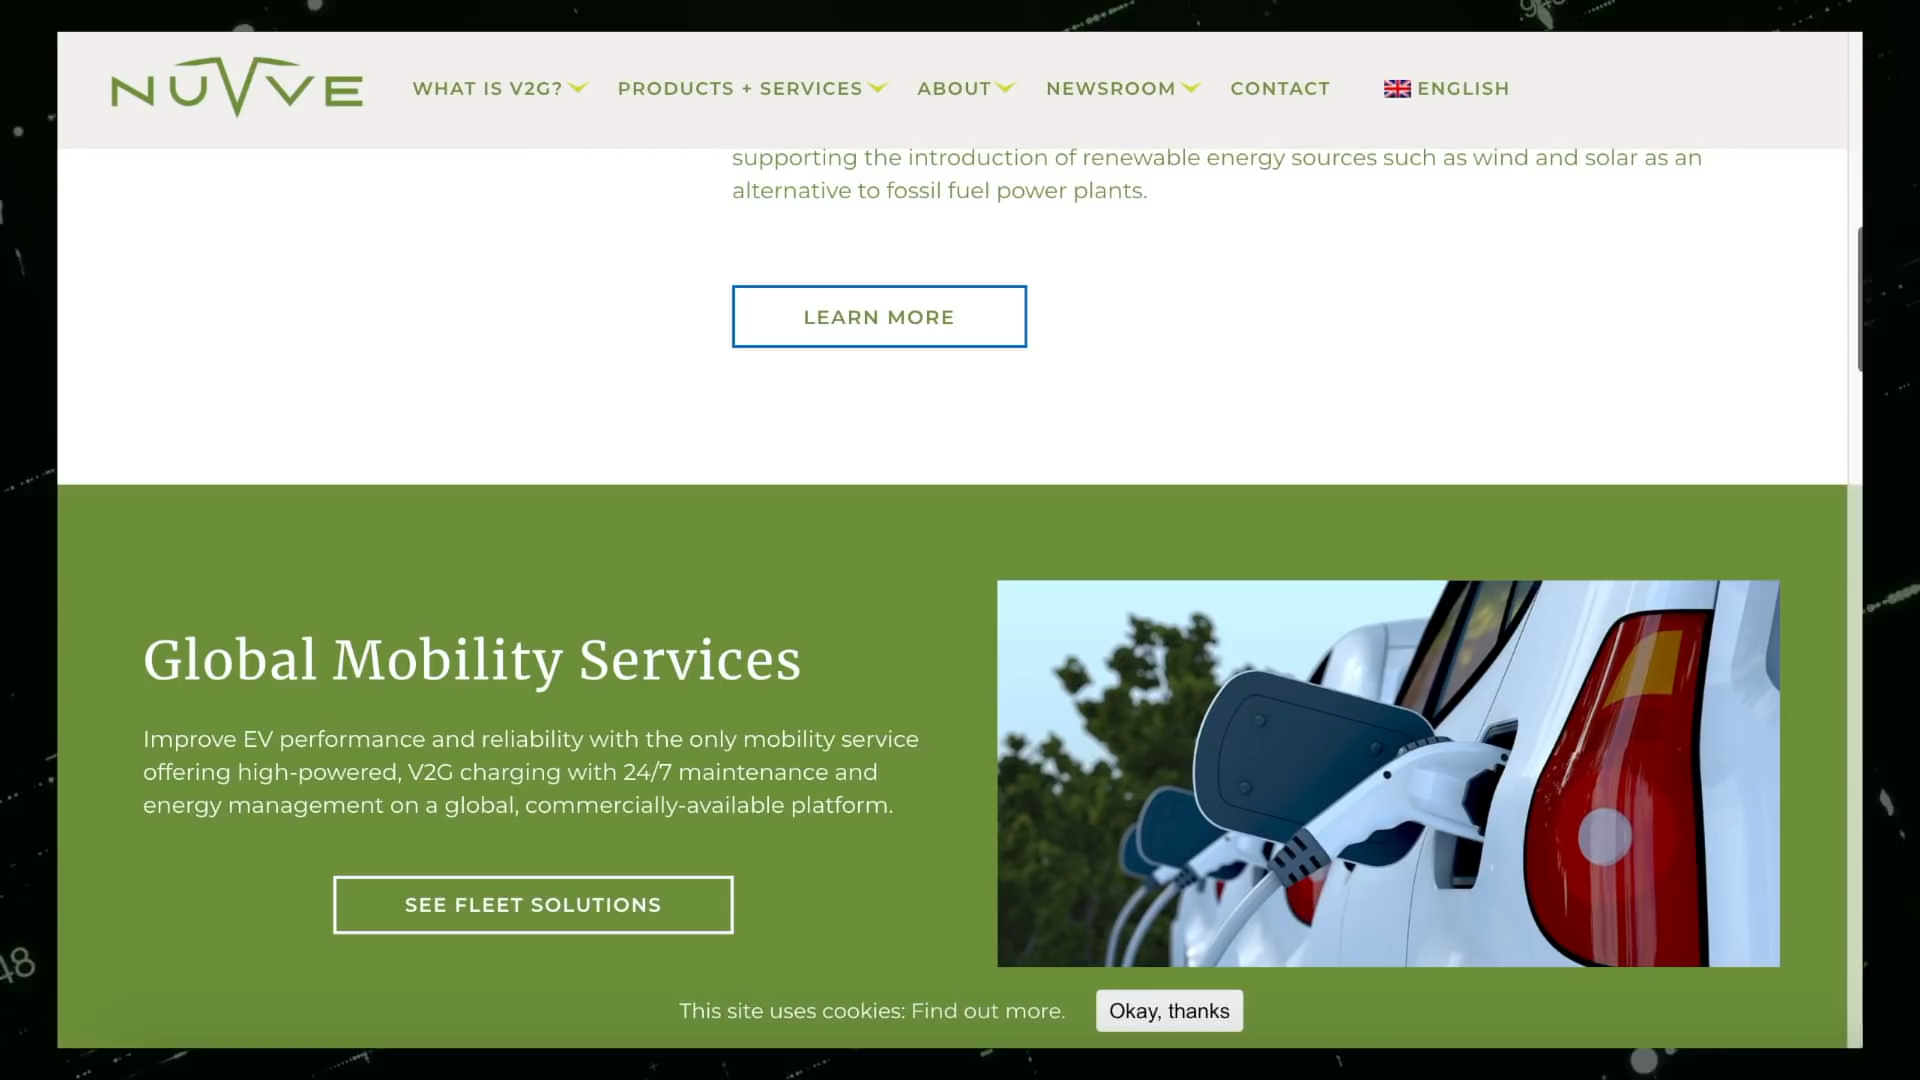 NUVVE
WHAT IS V2G? PRODUCTS + SERVICES ABOUT NEWSROOM CONTACT ENGLISH
supporting the introduction of renewable energy sources such as wind and solar as an
alternative to fossil fuel power plants.
LEARN MORE
Global Mobility Services
Improve EV performance and reliability with the only mobility service
offering high-powered, V2G charging with 24/7 maintenance and
energy management on a global, commercially-available platform.
SEE FLEET SOLUTIONS
This site uses cookies: Find out more.
Okay, thanks
48